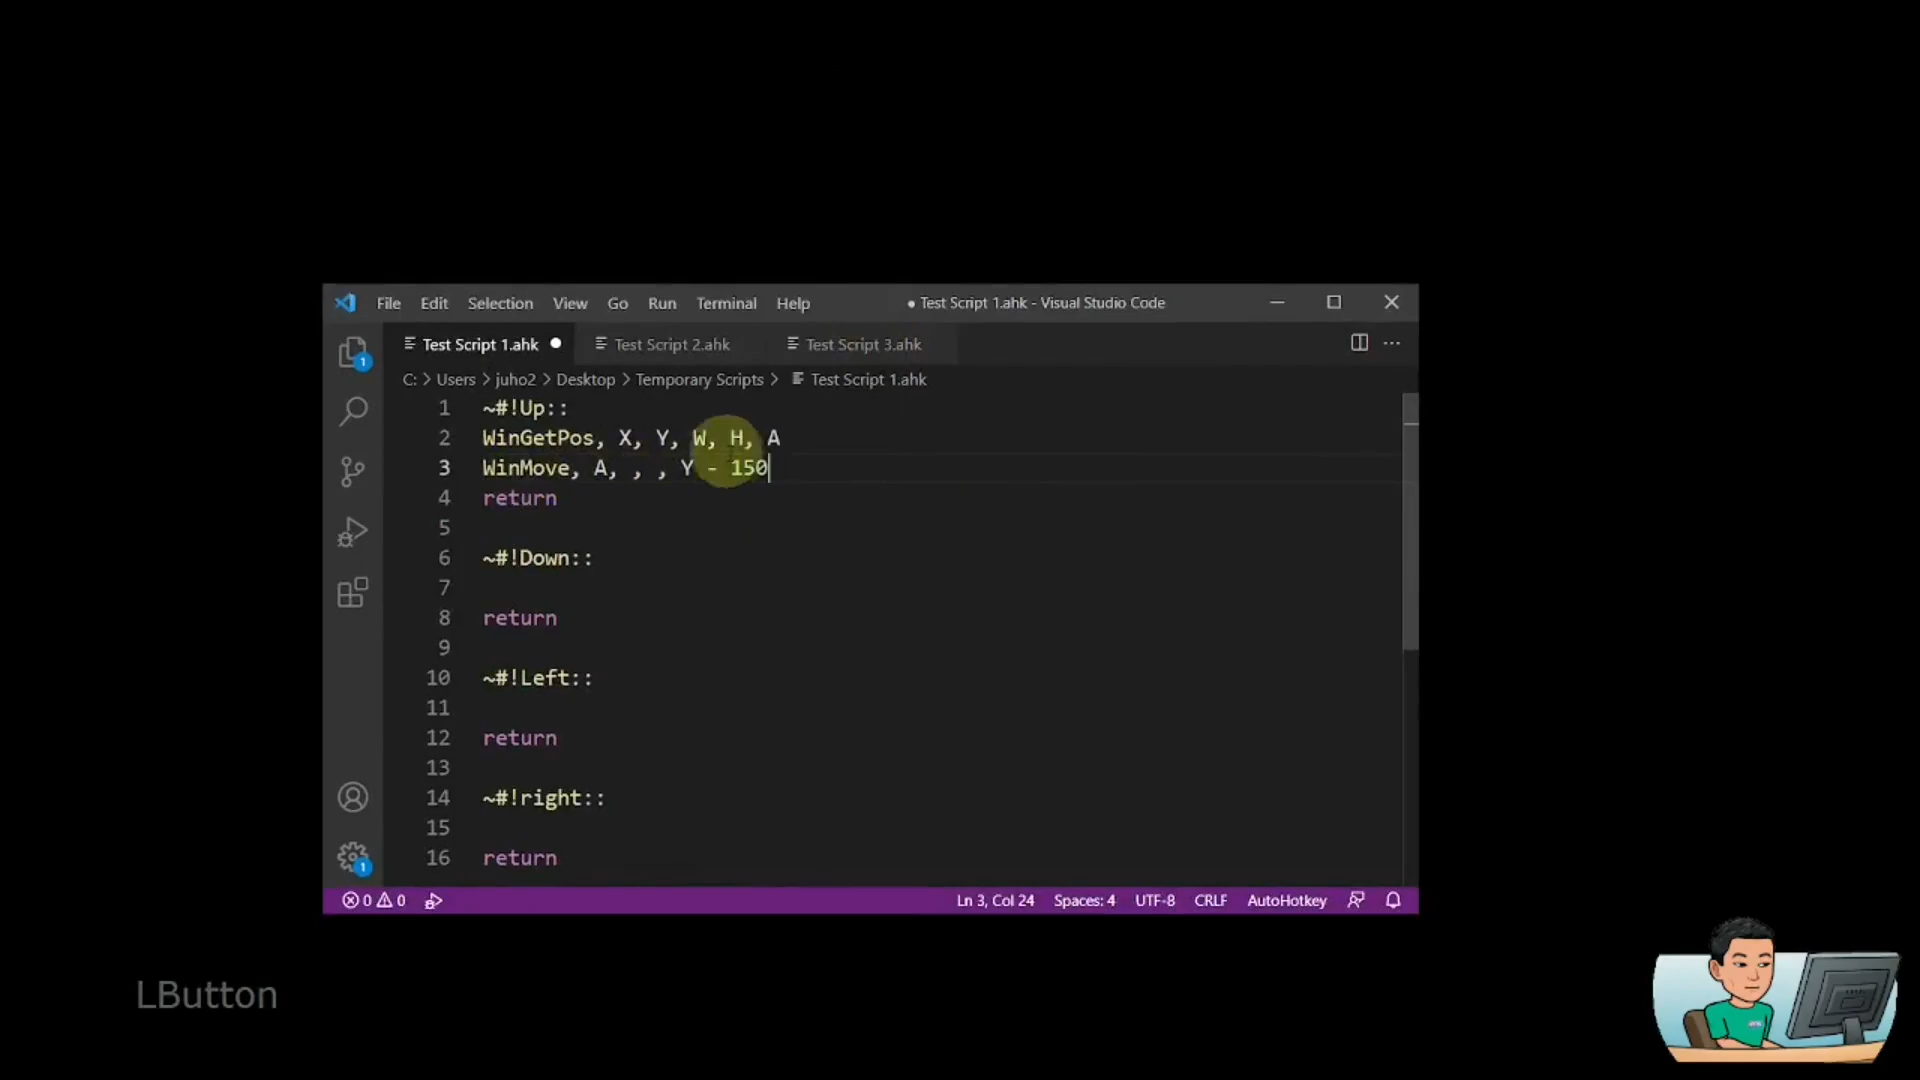 File Edit Selection View Go Run Terminal Help ● Test Script 1.ahk - Visual Studio Code
Test Script 1.ahk ● Test Script 2.ahk Test Script 3.ahk
C: > Users > juho2 > Desktop > Temporary Scripts > Test Script 1.ahk
1 ~#!Up::
2 WinGetPos, X, Y, W, H, A
3 WinMove, A, , , Y - 150
4 return
5
6 ~#!Down::
7
8 return
9
10 ~#!Left::
11
12 return
13
14 ~#!right::
15
16 return
1
1
0 0 Ln 3, Col 24 Spaces: 4 UTF-8 CRLF AutoHotkey
LButton